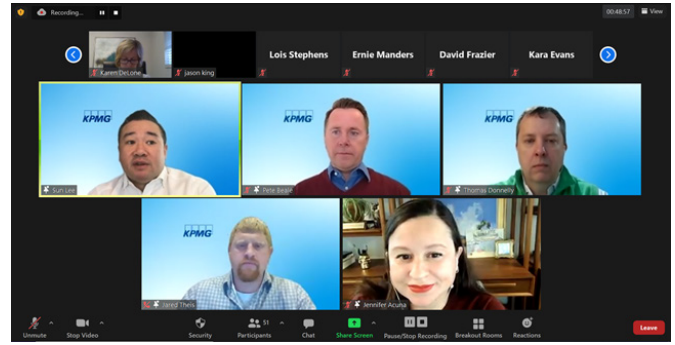 Recording...
00:48:57
View
Lois Stephens
Ernie Manders
David Frazier
Kara Evans
Karen DeLone
jason king
KPMG
KPMG
KPMG
Sun Lee
Pete Beale
Thomas Donnelly
KPMG
Jared Theis
Jennifer Acuna
51
Unmute
Stop Video
Security
Participants
Chat
Share Screen
Pause/Stop Recording
Breakout Rooms
Reactions
Leave